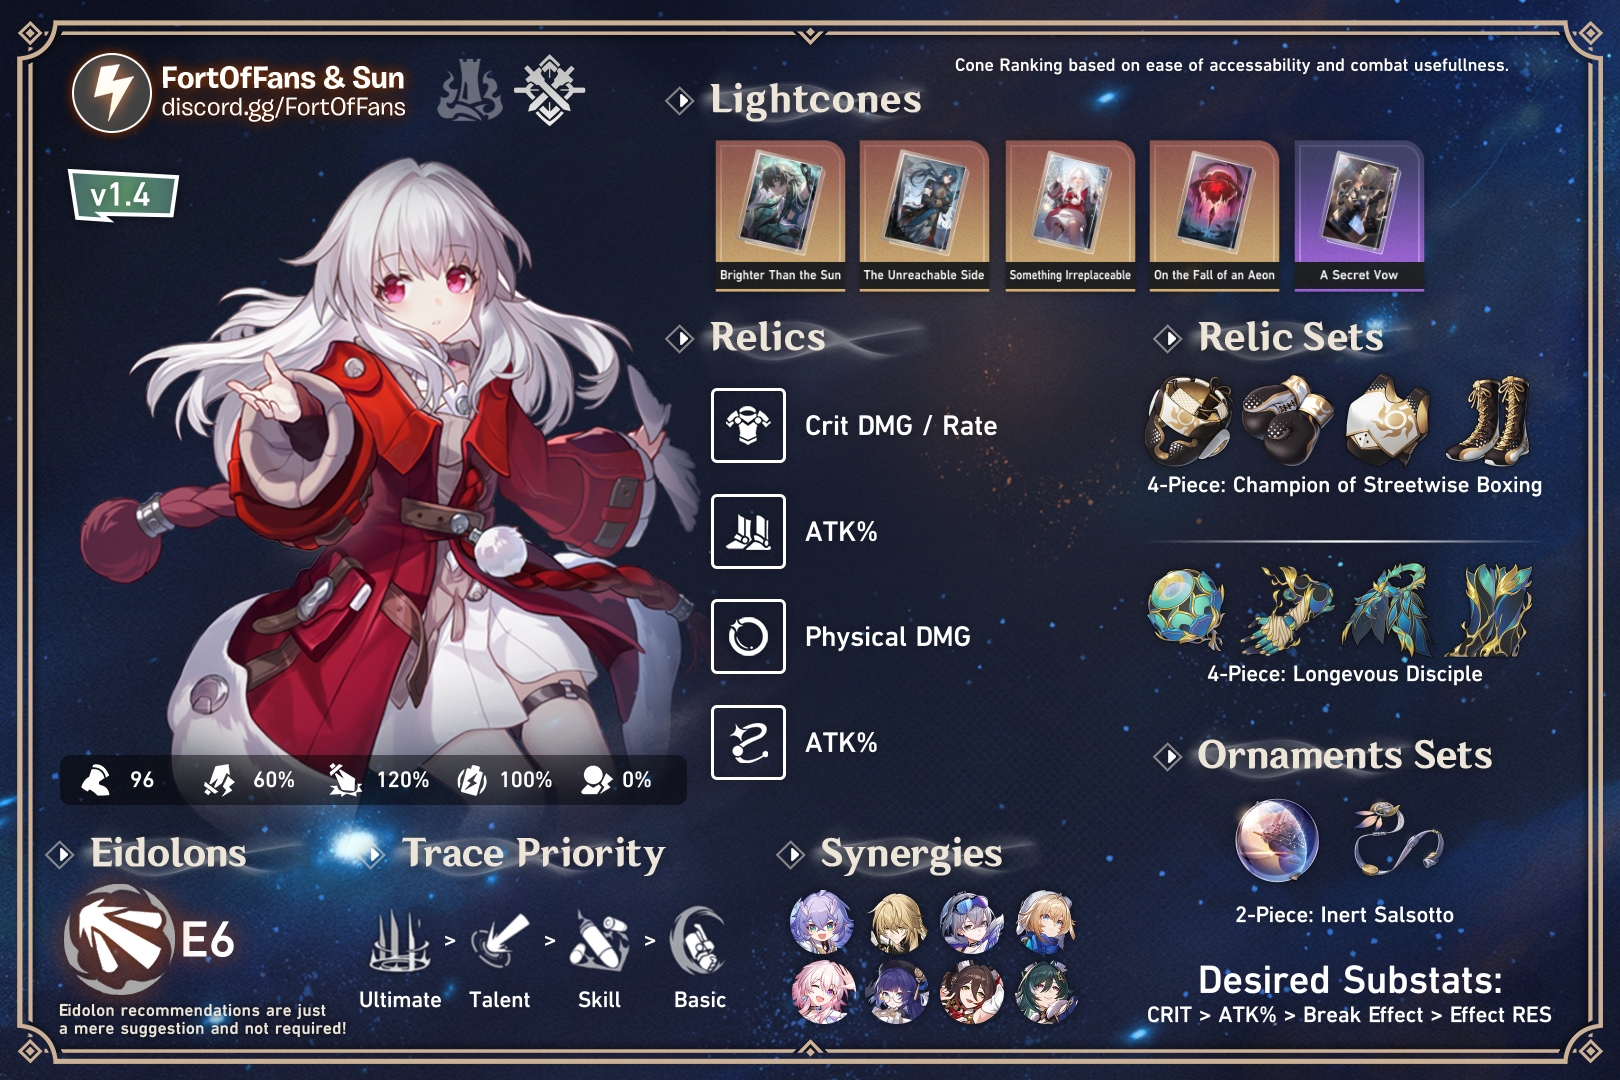 FortOfFans & Sun
discord.gg/FortOfFans
v1.4
Cone Ranking based on ease of accessability and combat usefullness.
Lightcones
Brighter Than the Sun
The Unreachable Side
Something Irreplaceable
On the Fall of an Aeon
A Secret Vow
Relics
Crit DMG / Rate
ATK%
Physical DMG
ATK%
Relic Sets
4-Piece: Champion of Streetwise Boxing
4-Piece: Longevous Disciple
Ornaments Sets
2-Piece: Inert Salsotto
Desired Substats:
CRIT > ATK% > Break Effect > Effect RES
96
60%
120%
100%
0%
Eidolons
E6
Eidolon recommendations are just
a mere suggestion and not required!
Trace Priority
> > >
Ultimate
Talent
Skill
Basic
Synergies